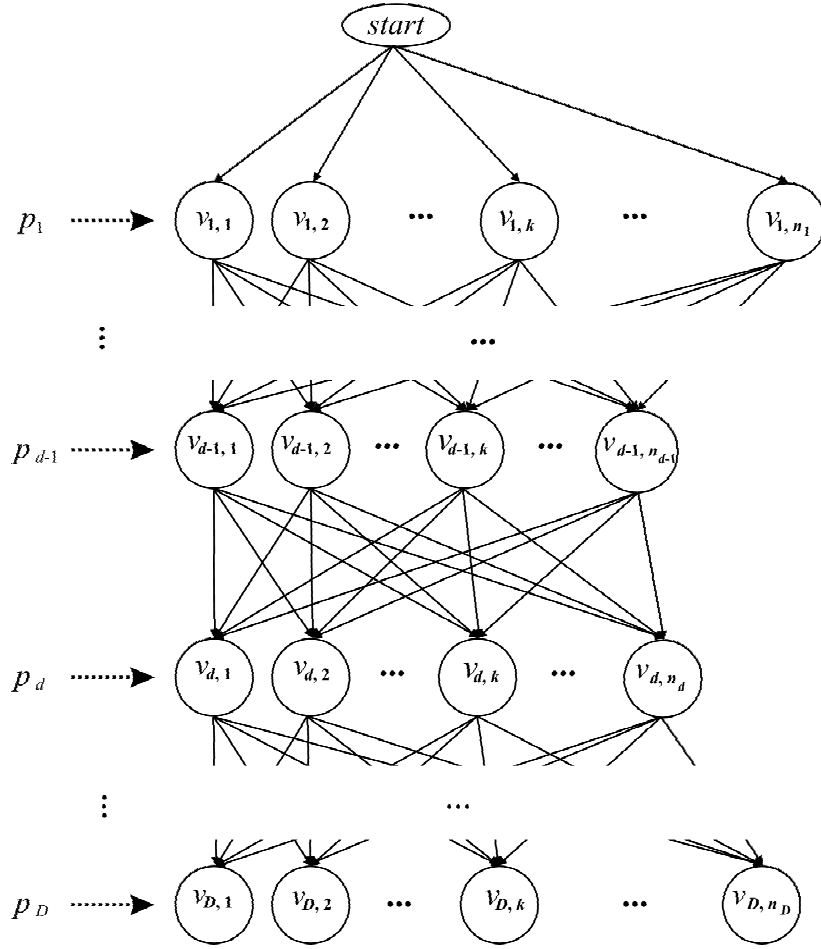 start
p1 v1, 1 v1, 2 ... v1, k ... v1, n1
⋮ ...
pd-1 vd-1, 1 vd-1, 2 ... vd-1, k ... vd-1, nd-1
pd vd, 1 vd, 2 ... vd, k ... vd, nd
⋮ ...
pD vD, 1 vD, 2 ... vD, k ... vD, nD